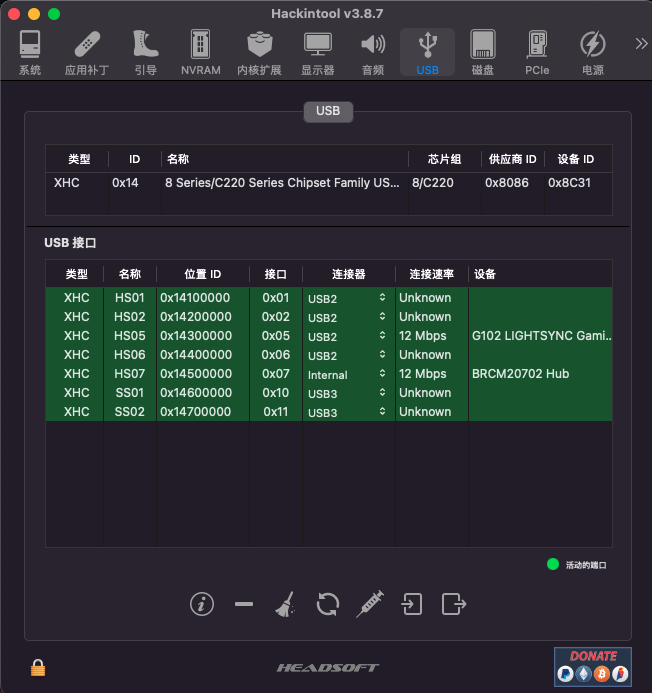 Hackintool v3.8.7
系统 应用补丁 引导 NVRAM 内核扩展 显示器 音频 USB 磁盘 PCIe 电源
USB
类型 ID 名称 芯片组 供应商 ID 设备 ID
XHC 0x14 8 Series/C220 Series Chipset Family US... 8/C220 0x8086 0x8C31
USB 接口
类型 名称 位置 ID 接口 连接器 连接速率 设备
XHC HS01 0x14100000 0x01 USB2 Unknown
XHC HS02 0x14200000 0x02 USB2 Unknown
XHC HS05 0x14300000 0x05 USB2 12 Mbps G102 LIGHTSYNC Gami...
XHC HS06 0x14400000 0x06 USB2 Unknown
XHC HS07 0x14500000 0x07 Internal 12 Mbps BRCM20702 Hub
XHC SS01 0x14600000 0x10 USB3 Unknown
XHC SS02 0x14700000 0x11 USB3 Unknown
活动的端口
HEADSOFT
DONATE